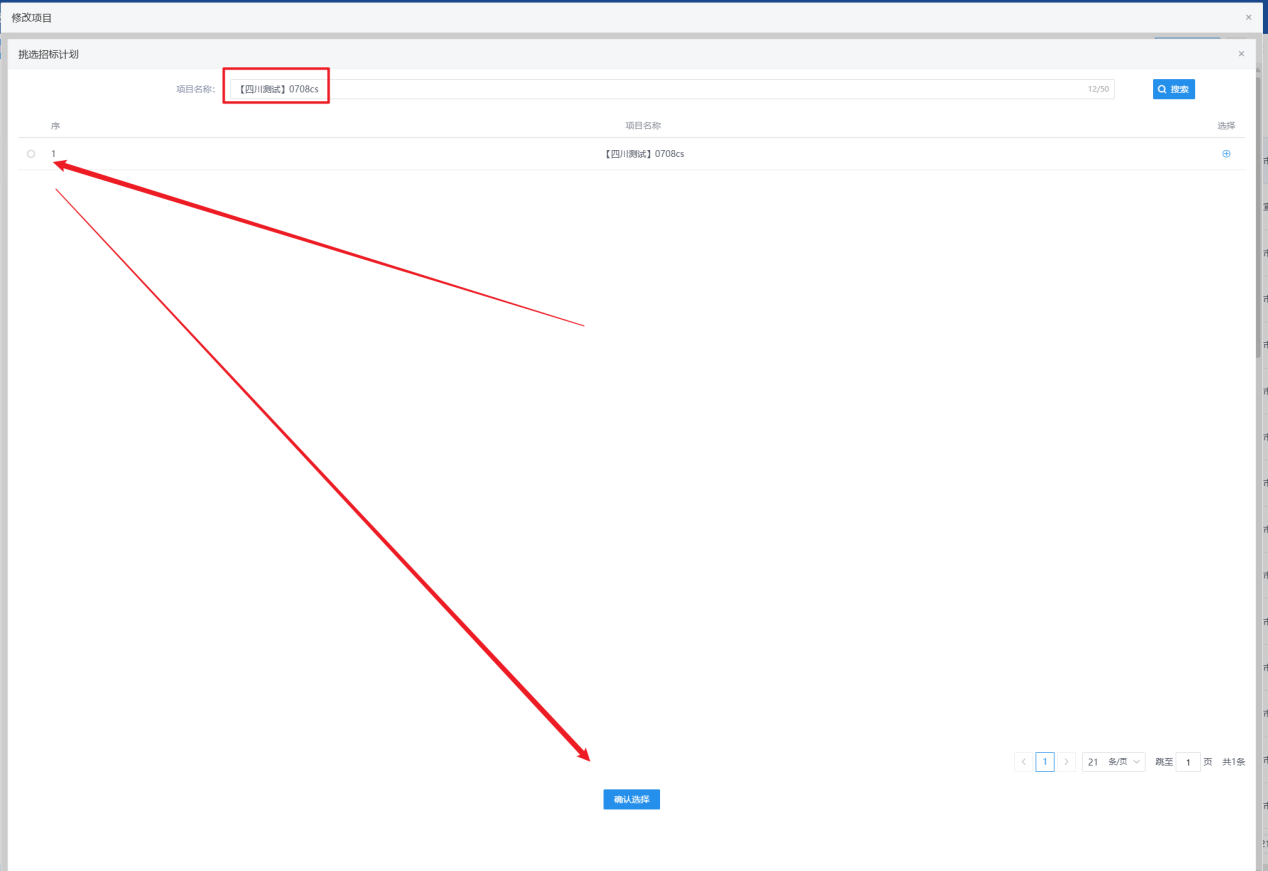 修改项目
挑选招标计划
项目名称: 【四川测试】0708cs 12/50 搜索
序 项目名称 选择
1 【四川测试】0708cs
1 21 条/页 跳至 1 页 共1条
确认选择